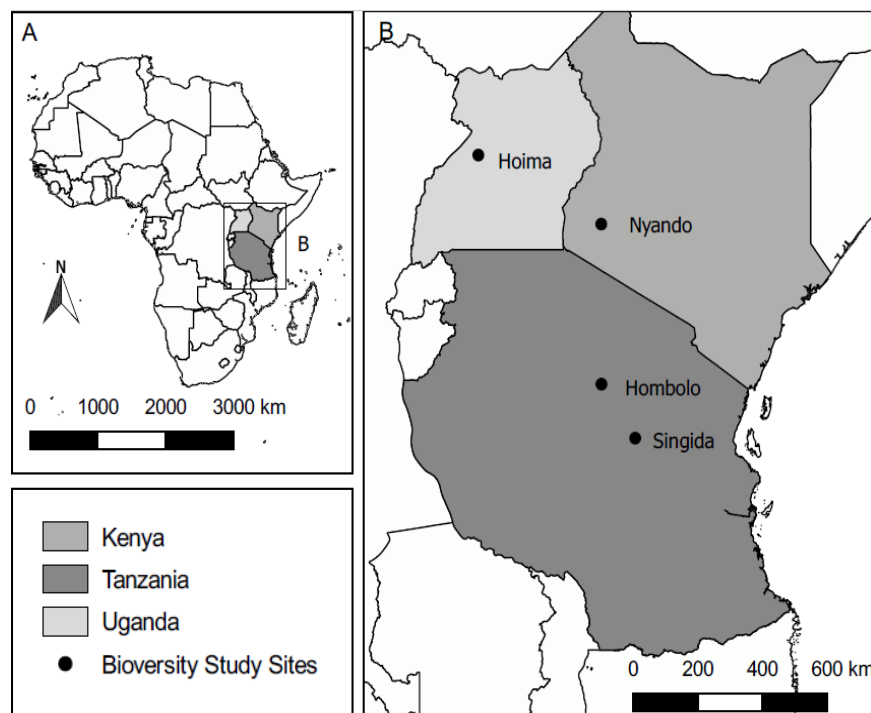 A
B
N
0 1000 2000 3000 km
Kenya
Tanzania
Uganda
Bioversity Study Sites
B
Hoima
Nyando
Hombolo
Singida
0 200 400 600 km